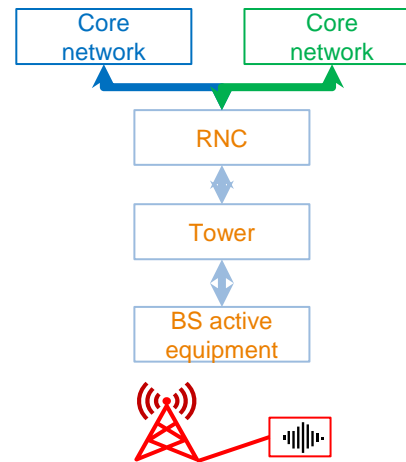 Core
network
Core
network
RNC
Tower
BS active
equipment